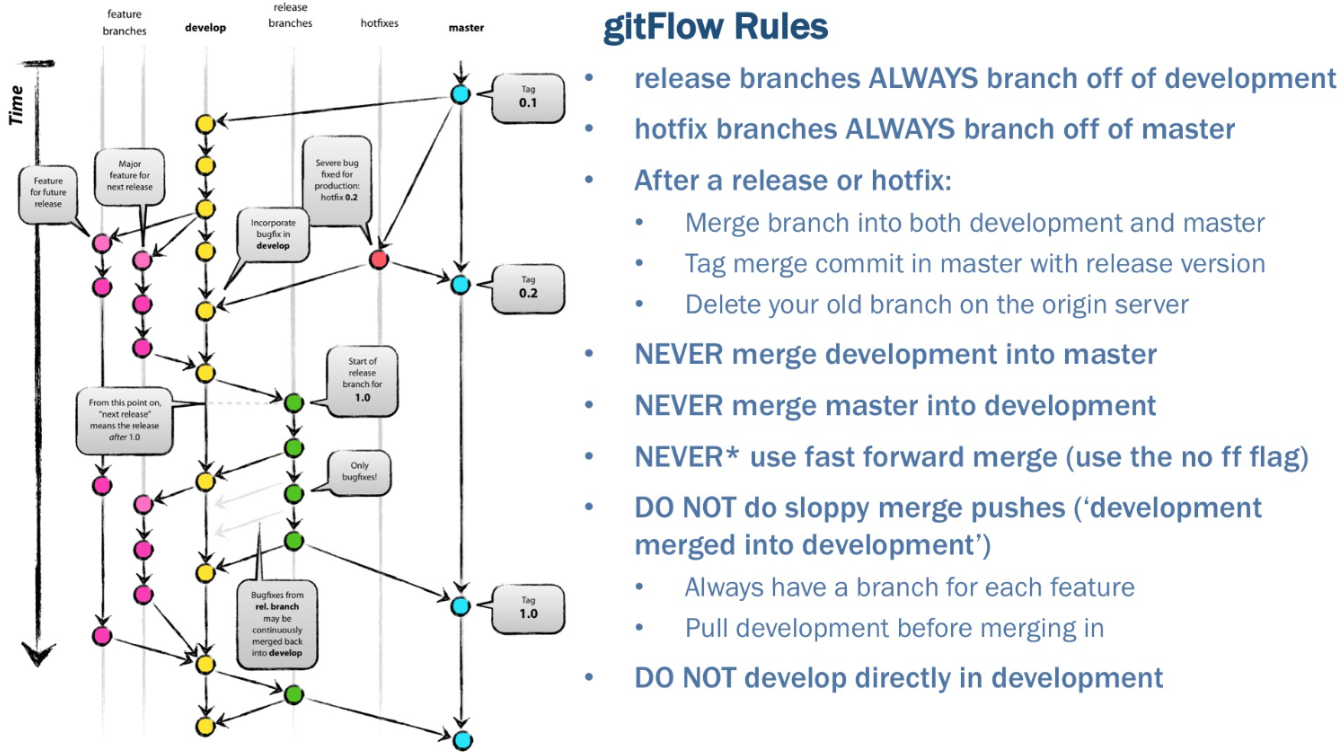 feature
branches
develop
release
branches
hotfixes
master
Time
Tag
0.1
Major
feature for
next release
Feature
for future
release
Severe bug
fixed for
production:
hotfix 0.2
Incorporate
bugfix in
develop
Tag
0.2
Start of
release
branch for
1.0
From this point on,
"next release"
means the release
after 1.0
Only
bugfixes!
Bugfixes from
rel. branch
may be
continuously
merged back
into develop
Tag
1.0
gitFlow Rules
• release branches ALWAYS branch off of development
• hotfix branches ALWAYS branch off of master
• After a release or hotfix:
• Merge branch into both development and master
• Tag merge commit in master with release version
• Delete your old branch on the origin server
• NEVER merge development into master
• NEVER merge master into development
• NEVER* use fast forward merge (use the no ff flag)
• DO NOT do sloppy merge pushes (‘development
merged into development’)
• Always have a branch for each feature
• Pull development before merging in
• DO NOT develop directly in development